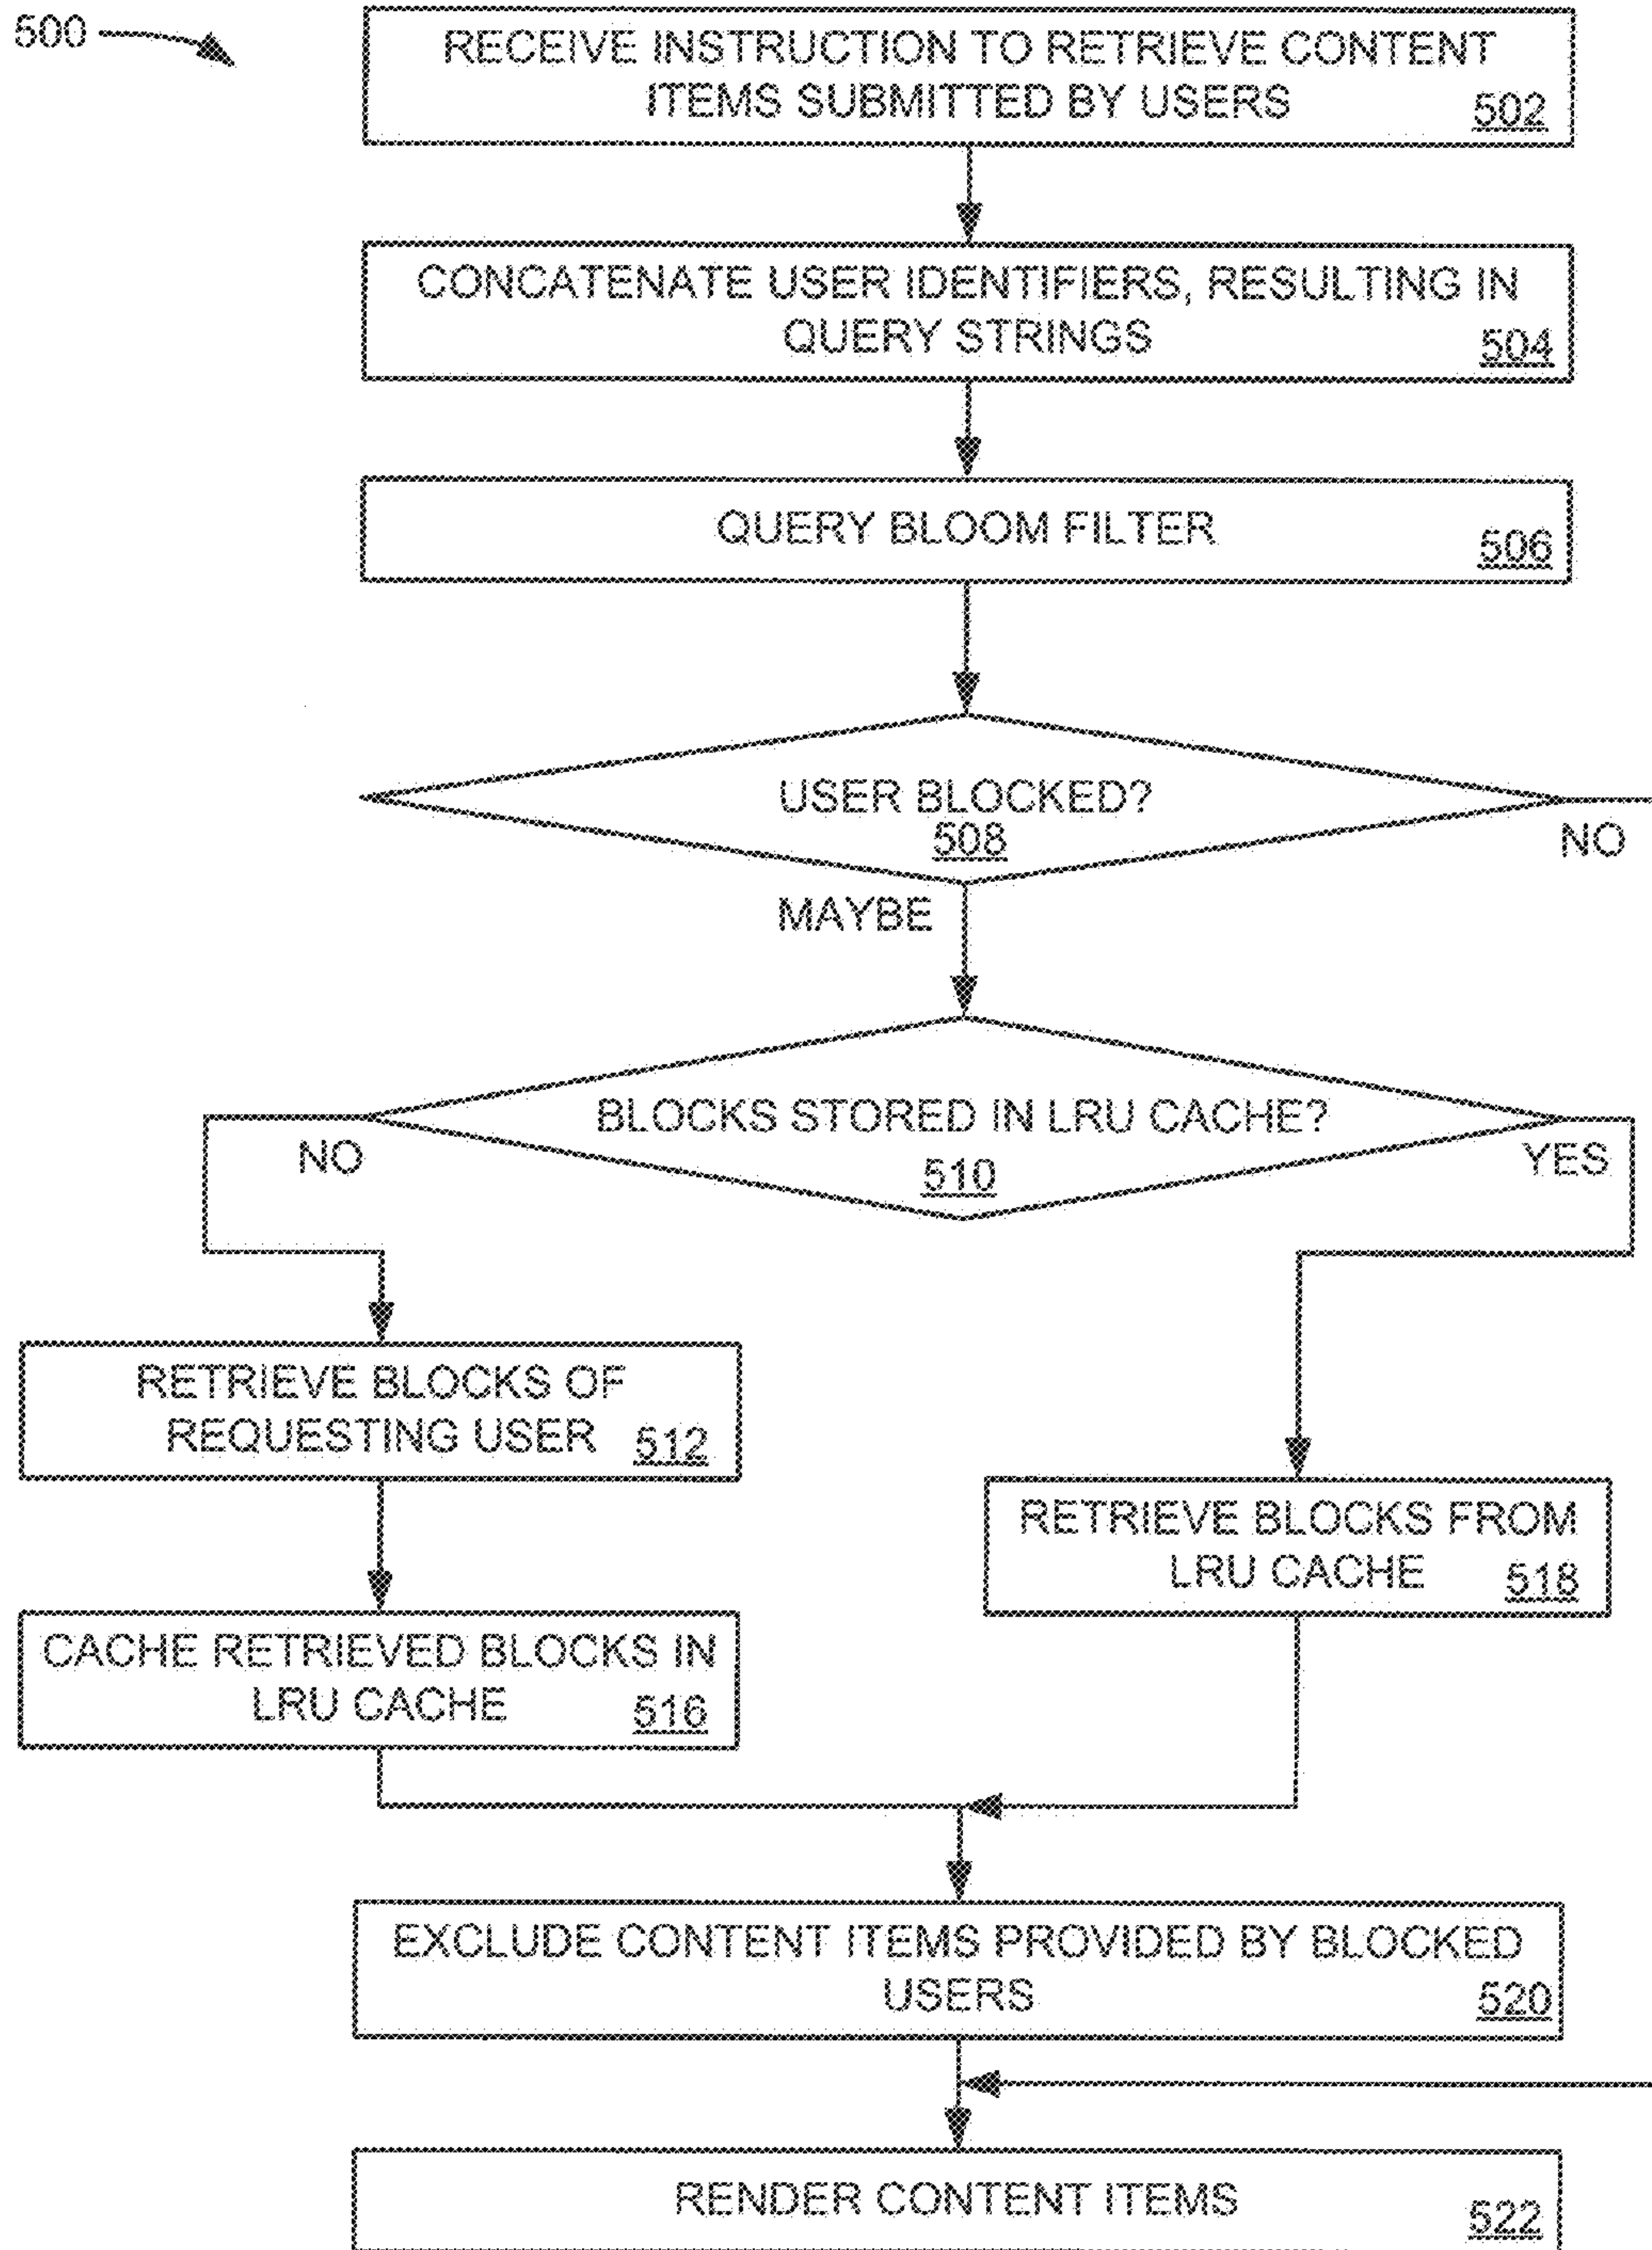 500
RECEIVE INSTRUCTION TO RETRIEVE CONTENT
ITEMS SUBMITTED BY USERS
502
CONCATENATE USER IDENTIFIERS, RESULTING IN
QUERY STRINGS
504
QUERY BLOOM FILTER
506
USER BLOCKED?
508
NO
MAYBE
BLOCKS STORED IN LRU CACHE?
510
NO
YES
RETRIEVE BLOCKS OF
REQUESTING USER 512
RETRIEVE BLOCKS FROM
LRU CACHE 518
CACHE RETRIEVED BLOCKS IN
LRU CACHE 516
EXCLUDE CONTENT ITEMS PROVIDED BY BLOCKED
USERS
520
RENDER CONTENT ITEMS
522